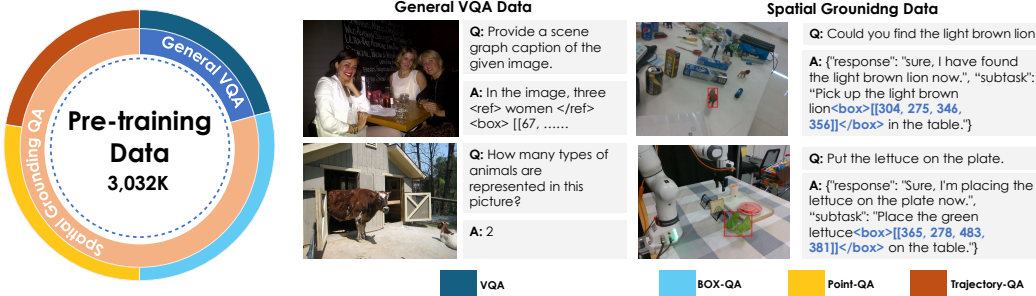 General VQA Data
Spatial Grounidng Data
General VQA
Spatial Grounding QA
Pre-training
Data
3,032K
Q: Provide a scene
graph caption of the
given image.
A: In the image, three
<ref> women </ref>
<box> [[67, ……
Q: How many types of
animals are
represented in this
picture?
A: 2
Q: Could you find the light brown lion
A: {"response": "sure, I have found
the light brown lion now.", "subtask":
"Pick up the light brown
lion<box>[[304, 275, 346,
356]]</box> in the table."}
Q: Put the lettuce on the plate.
A: {"response": "Sure, I'm placing the
lettuce on the plate now.",
"subtask": "Place the green
lettuce<box>[[365, 278, 483,
381]]</box> on the table."}
VQA
BOX-QA
Point-QA
Trajectory-QA